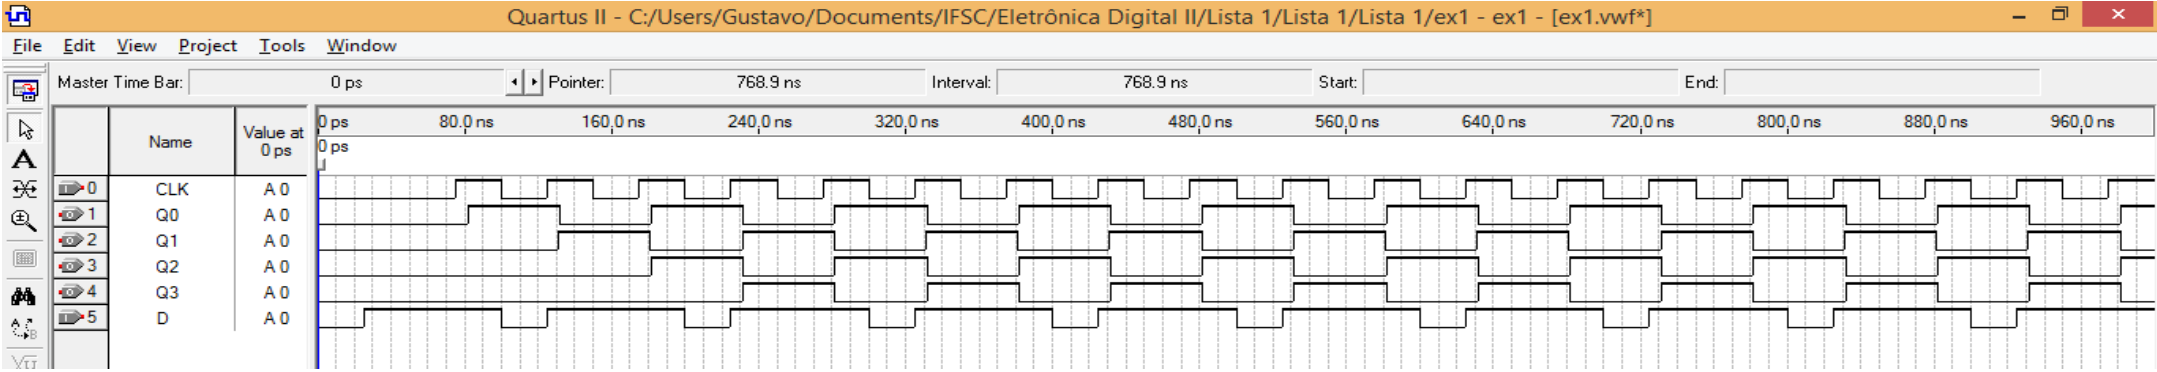 Quartus II - C:/Users/Gustavo/Documents/IFSC/Eletrônica Digital II/Lista 1/Lista 1/Lista 1/ex1 - ex1 - [ex1.vwf*]
File Edit View Project Tools Window
Master Time Bar: 0 ps Pointer: 768.9 ns Interval: 768.9 ns Start: End:
Name Value at 0 ps
0 ps 80.0 ns 160.0 ns 240.0 ns 320.0 ns 400.0 ns 480.0 ns 560.0 ns 640.0 ns 720.0 ns 800.0 ns 880.0 ns 960.0 ns
0 ps
0 CLK A 0
1 Q0 A 0
2 Q1 A 0
3 Q2 A 0
4 Q3 A 0
5 D A 0